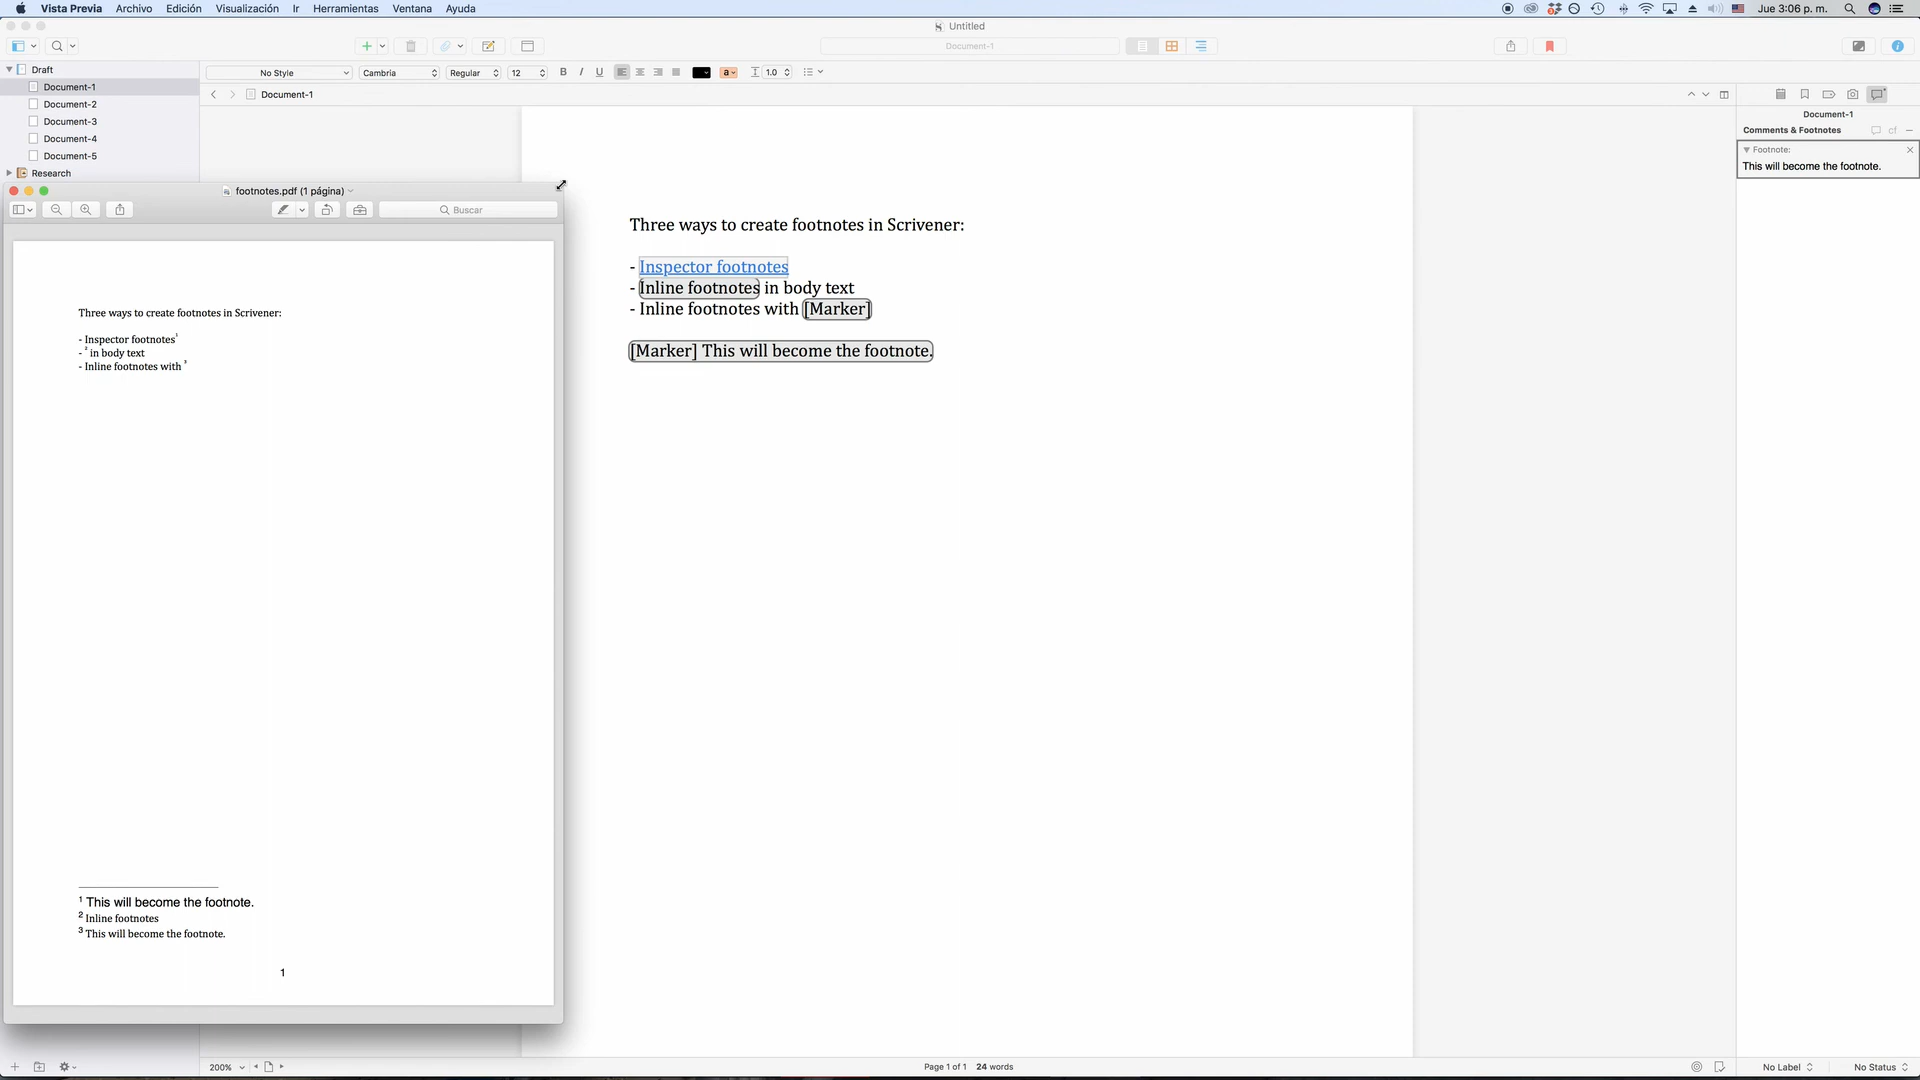 Vista Previa Archivo Edición Visualización Ir Herramientas Ventana Ayuda Jue 3:06 p. m.
Untitled
Document-1
Draft
Document-1
Document-2
Document-3
Document-4
Document-5
Research
No Style Cambria Regular 12 B I U a 1.0
Document-1
footnotes.pdf (1 página)
Buscar
Three ways to create footnotes in Scrivener:
- Inspector footnotes¹
- ² in body text
- Inline footnotes with ³
¹ This will become the footnote.
² Inline footnotes
³ This will become the footnote.
1
Three ways to create footnotes in Scrivener:
- Inspector footnotes
- Inline footnotes in body text
- Inline footnotes with [Marker]
[Marker] This will become the footnote.
Document-1
Comments & Footnotes cf
Footnote:
This will become the footnote.
200% Page 1 of 1 24 words No Label No Status